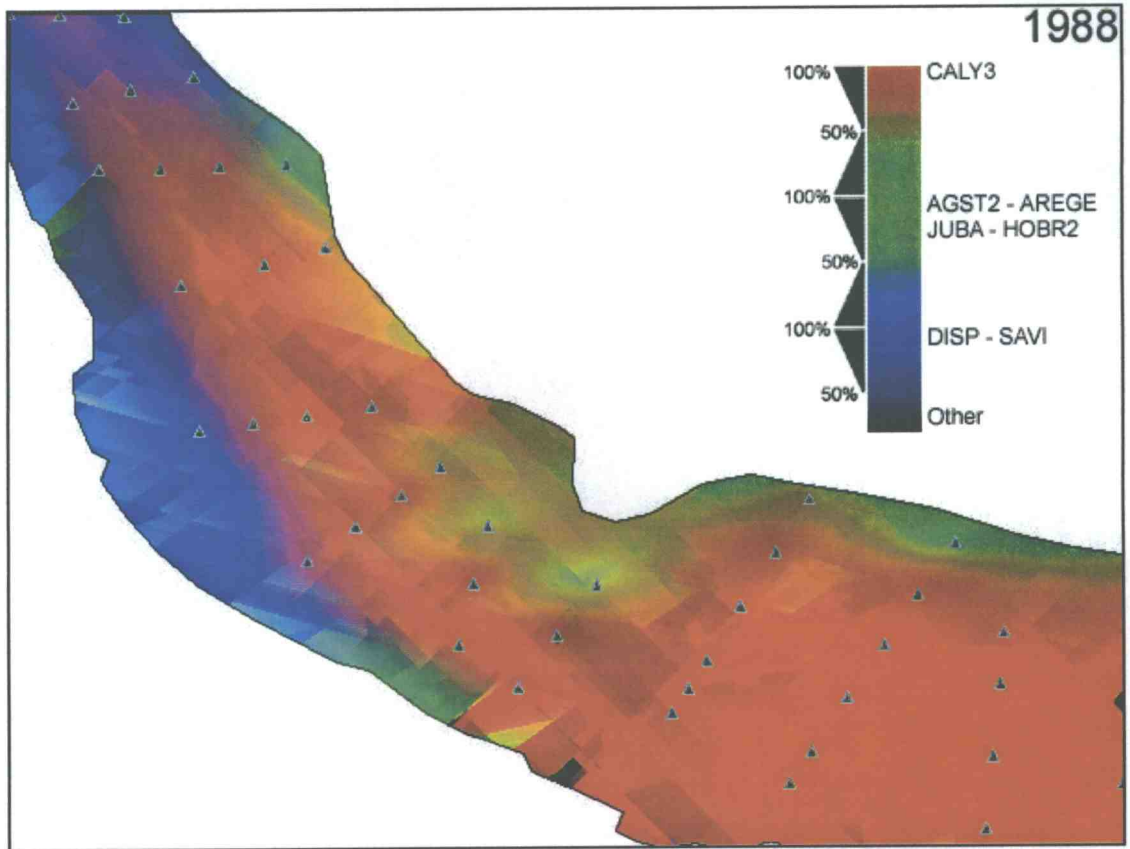 1988
100%
CALY3
50%
100%
AGST2 - AREGE
JUBA - HOBR2
50%
100%
DISP - SAVI
50%
Other